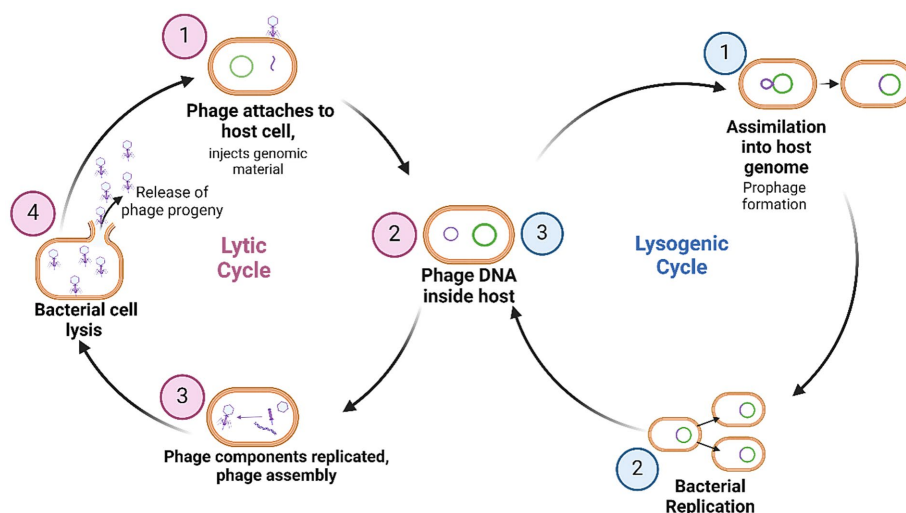 1
Phage attaches to
host cell,
injects genomic
material
4
Release of
phage progeny
Bacterial cell
lysis
Lytic
Cycle
2
3
Phage DNA
inside host
3
Phage components replicated,
phage assembly
1
Assimilation
into host
genome
Prophage
formation
Lysogenic
Cycle
2
Bacterial
Replication